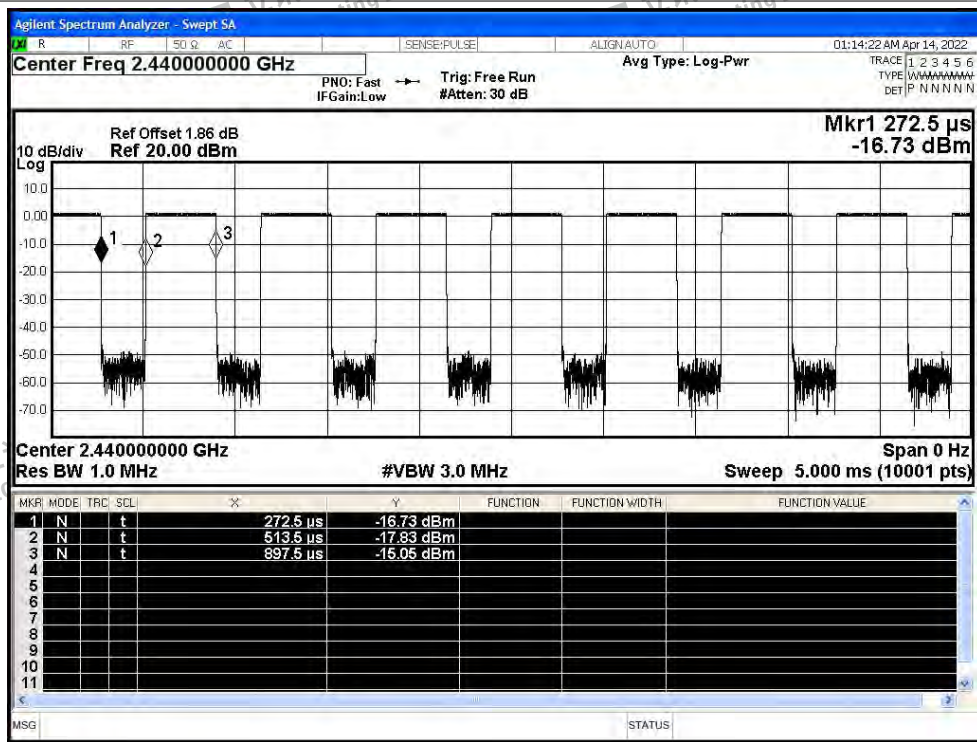 Agilent Spectrum Analyzer - Swept SA
LXI R RF 50 Ω AC SENSE:PULSE ALIGN AUTO 01:14:22 AM Apr 14, 2022
Center Freq 2.440000000 GHz
PNO: Fast
IFGain:Low
Trig: Free Run
#Atten: 30 dB
Avg Type: Log-Pwr
TRACE 1 2 3 4 5 6
TYPE WWWWWW
DET P N N N N N
Mkr1 272.5 µs
-16.73 dBm
Ref Offset 1.86 dB
10 dB/div Ref 20.00 dBm
Log
10.0
0.00
-10.0
-20.0
-30.0
-40.0
-50.0
-60.0
-70.0
1 2 3
Center 2.440000000 GHz Span 0 Hz
Res BW 1.0 MHz #VBW 3.0 MHz Sweep 5.000 ms (10001 pts)
MKR MODE TRC SCL X Y FUNCTION FUNCTION WIDTH FUNCTION VALUE
1 N t 272.5 µs -16.73 dBm
2 N t 513.5 µs -17.83 dBm
3 N t 897.5 µs -15.05 dBm
4
5
6
7
8
9
10
11
MSG STATUS